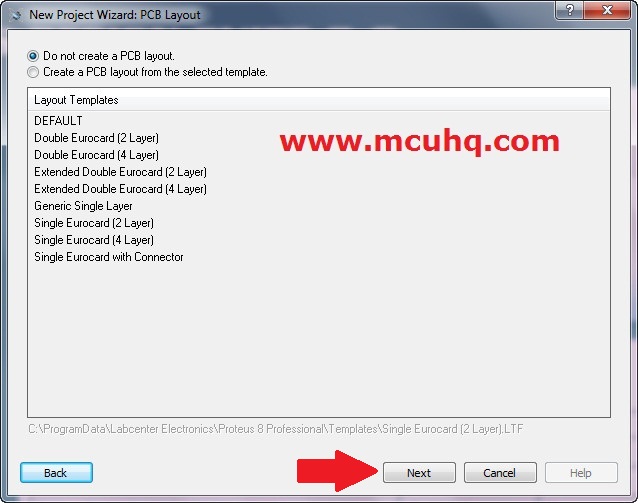 New Project Wizard: PCB Layout
Do not create a PCB layout.
Create a PCB layout from the selected template.
Layout Templates
DEFAULT
Double Eurocard (2 Layer)
Double Eurocard (4 Layer)
Extended Double Eurocard (2 Layer)
Extended Double Eurocard (4 Layer)
Generic Single Layer
Single Eurocard (2 Layer)
Single Eurocard (4 Layer)
Single Eurocard with Connector
www.mcuhq.com
C:\ProgramData\Labcenter Electronics\Proteus 8 Professional\Templates\Single Eurocard (2 Layer).LTF
Back Next Cancel Help